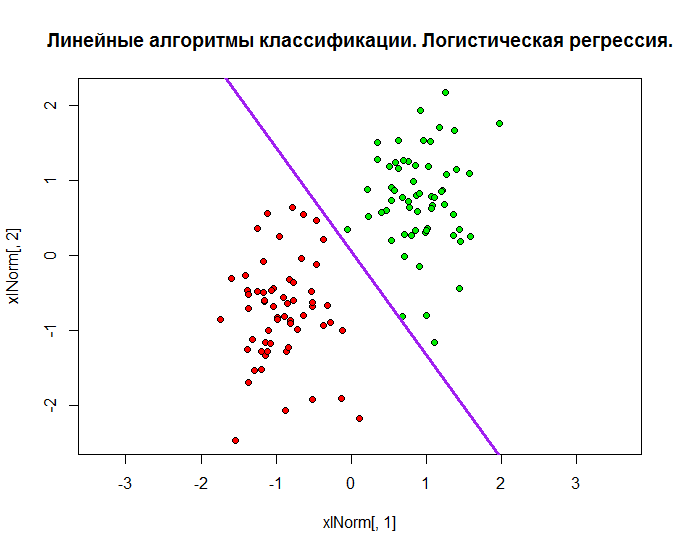 Линейные алгоритмы классификации. Логистическая регрессия.
2
1
0
-1
-2
xlNorm[, 2]
-3 -2 -1 0 1 2 3
xlNorm[, 1]